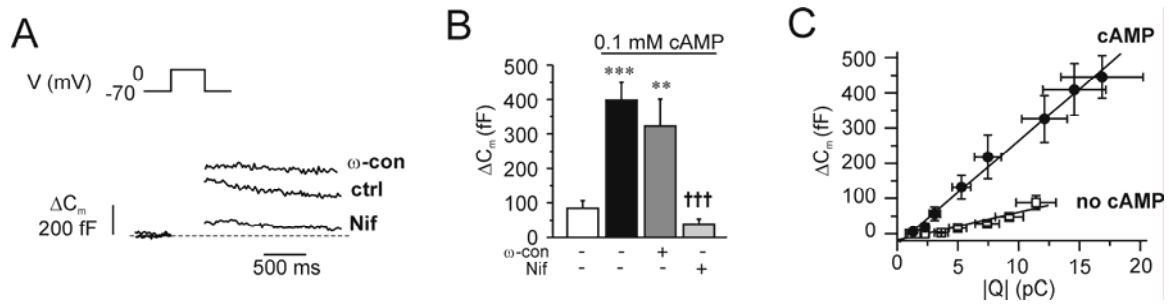 A
V (mV)
0
-70
ω-con
ctrl
Nif
ΔCm
200 fF
500 ms
B
0.1 mM cAMP
ΔCm (fF)
500
400
300
200
100
0
***
**
†††
ω-con - - + -
Nif - - - +
C
ΔCm (fF)
500
400
300
200
100
0
cAMP
no cAMP
0 5 10 15 20
|Q| (pC)